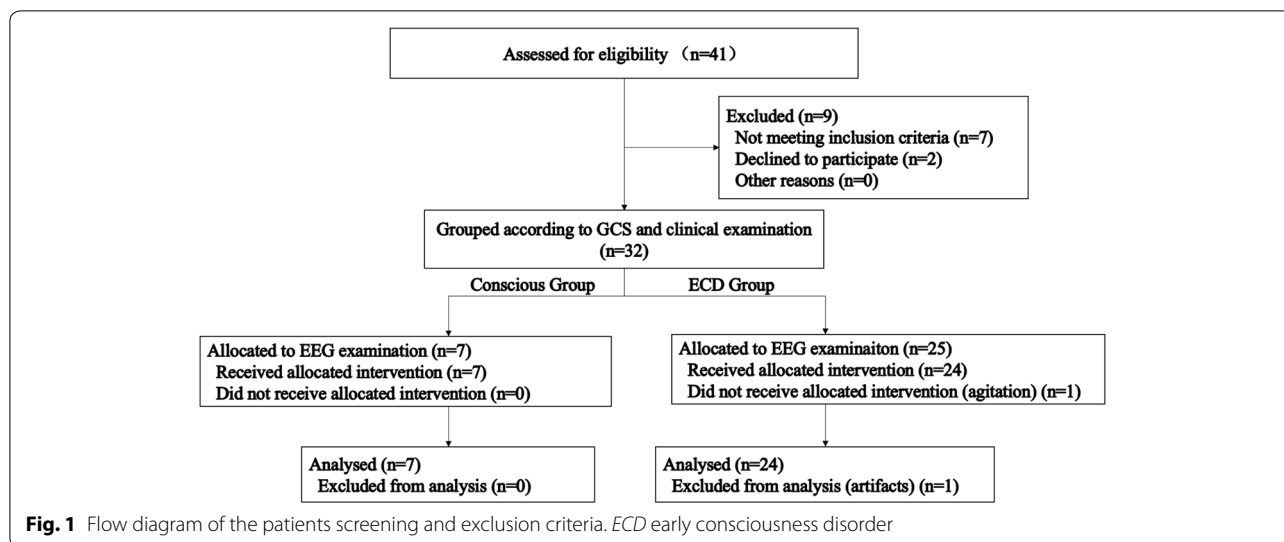 Assessed for eligibility （n=41）
Excluded (n=9)
Not meeting inclusion criteria (n=7)
Declined to participate (n=2)
Other reasons (n=0)
Grouped according to GCS and clinical examination
(n=32)
Conscious Group
ECD Group
Allocated to EEG examination (n=7)
Received allocated intervention (n=7)
Did not receive allocated intervention (n=0)
Allocated to EEG examinaiton (n=25)
Received allocated intervention (n=24)
Did not receive allocated intervention (agitation) (n=1)
Analysed (n=7)
Excluded from analysis (n=0)
Analysed (n=24)
Excluded from analysis (artifacts) (n=1)
Fig. 1 Flow diagram of the patients screening and exclusion criteria. ECD early consciousness disorder